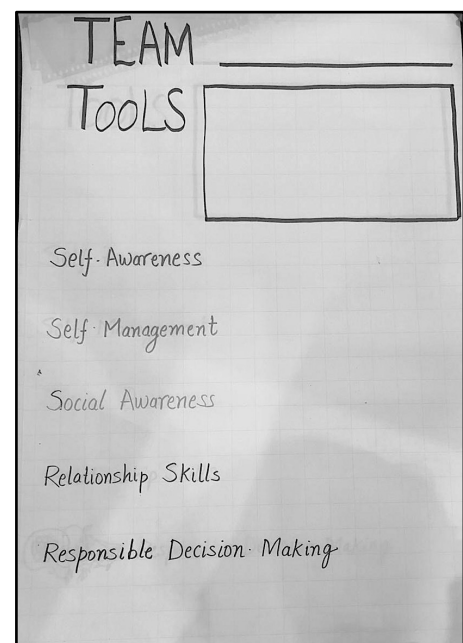 TEAM
TOOLS
Self-Awareness
Self-Management
Social Awareness
Relationship Skills
Responsible Decision-Making